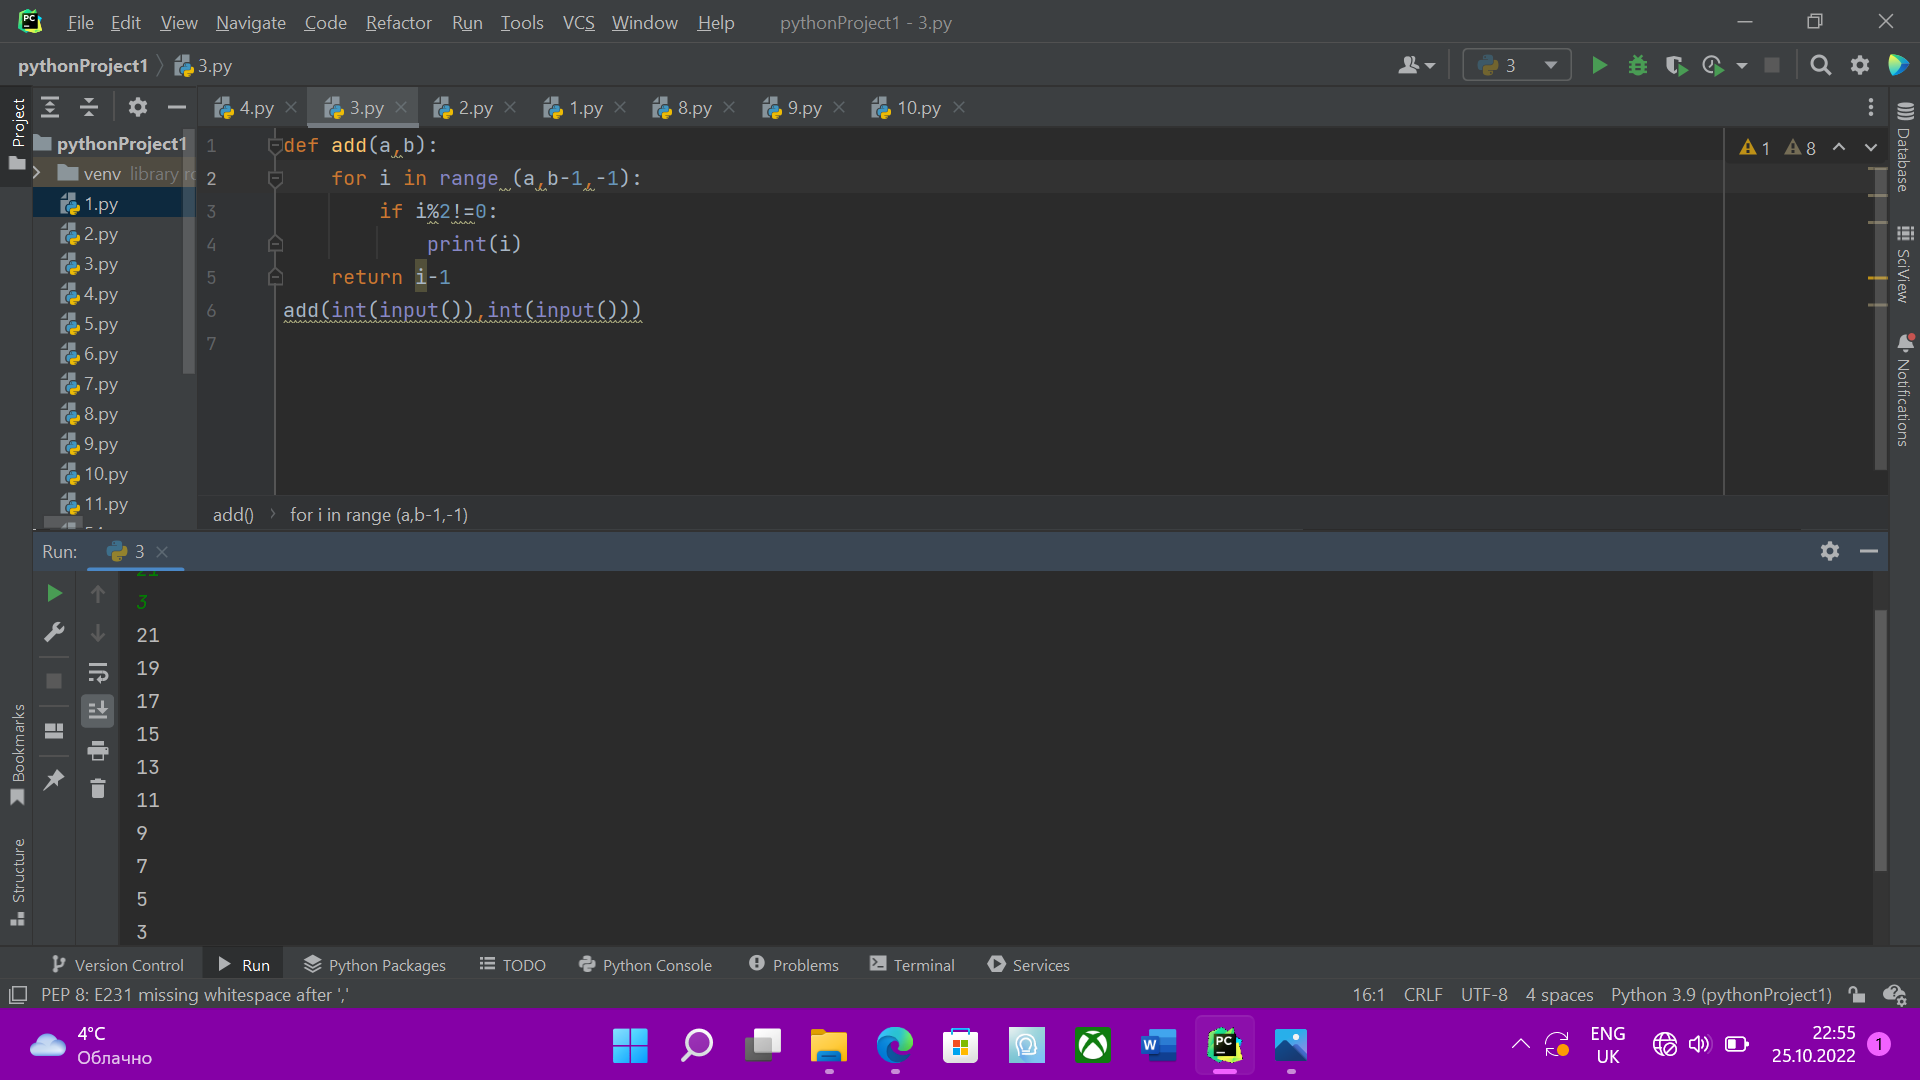 PC File Edit View Navigate Code Refactor Run Tools VCS Window Help pythonProject1 - 3.py
pythonProject1 3.py 3
4.py 3.py 2.py 1.py 8.py 9.py 10.py
Project
pythonProject1
venv library
1.py
2.py
3.py
4.py
5.py
6.py
7.py
8.py
9.py
10.py
11.py
1 def add(a,b):
2 for i in range (a,b-1,-1):
3 if i%2!=0:
4 print(i)
5 return i-1
6 add(int(input()),int(input()))
7
1 8
Database
SciView
Notifications
add() for i in range (a,b-1,-1)
Run: 3
21
3
21
19
17
15
13
11
9
7
5
3
Bookmarks
Structure
Version Control Run Python Packages TODO Python Console Problems Terminal Services
PEP 8: E231 missing whitespace after ',' 16:1 CRLF UTF-8 4 spaces Python 3.9 (pythonProject1)
4°C
Облачно
W
PC
ENG
UK
22:55
25.10.2022
1